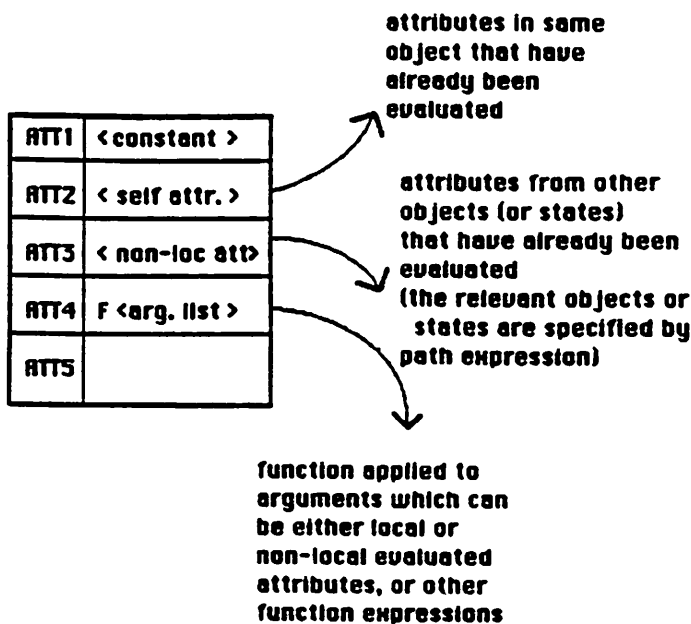 attributes in same
object that have
already been
evaluated
ATT1 <constant >
ATT2 < self attr. >
ATT3 < non-loc att>
ATT4 F <arg. list >
ATT5
attributes from other
objects (or states)
that have already been
evaluated
(the relevant objects or
states are specified by
path expression)
function applied to
arguments which can
be either local or
non-local evaluated
attributes, or other
function expressions